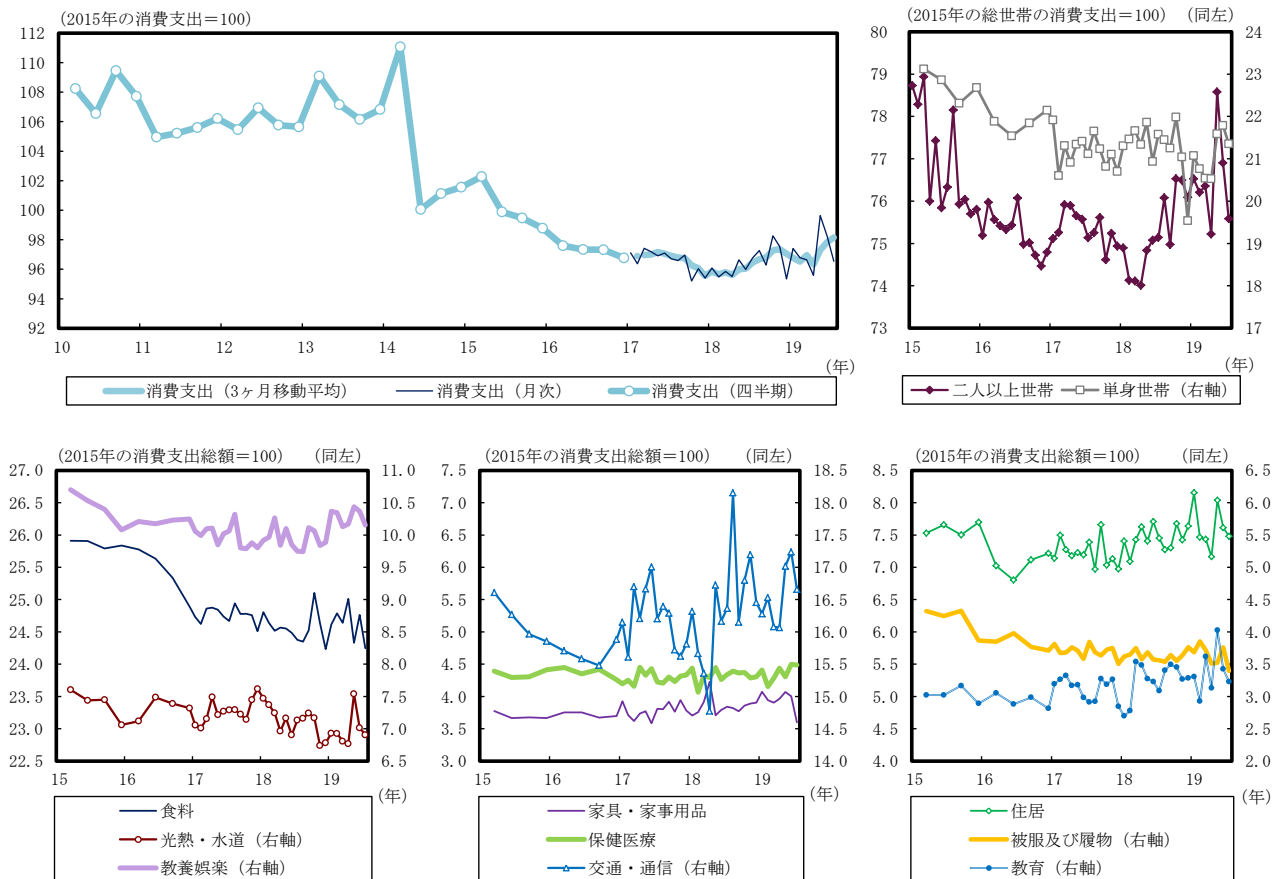 (2015年の消費支出＝100)
112
110
108
106
104
102
100
98
96
94
92
10 11 12 13 14 15 16 17 18 19
(年)
消費支出（3ヶ月移動平均） 消費支出（月次） 消費支出（四半期）
(2015年の総世帯の消費支出＝100) (同左)
80 24
79 23
78 22
77 21
76 20
75 19
74 18
73 17
15 16 17 18 19
(年)
二人以上世帯 単身世帯（右軸）
(2015年の消費支出総額＝100) (同左)
27.0 11.0
26.5 10.5
26.0 10.0
25.5 9.5
25.0 9.0
24.5 8.5
24.0 8.0
23.5 7.5
23.0 7.0
22.5 6.5
15 16 17 18 19
(年)
食料
光熱・水道（右軸）
教養娯楽（右軸）
(2015年の消費支出総額＝100) (同左)
7.5 18.5
7.0 18.0
6.5 17.5
6.0 17.0
5.5 16.5
5.0 16.0
4.5 15.5
4.0 15.0
3.5 14.5
3.0 14.0
15 16 17 18 19
(年)
家具・家事用品
保健医療
交通・通信（右軸）
(2015年の消費支出総額＝100) (同左)
8.5 6.5
8.0 6.0
7.5 5.5
7.0 5.0
6.5 4.5
6.0 4.0
5.5 3.5
5.0 3.0
4.5 2.5
4.0 2.0
15 16 17 18 19
(年)
住居
被服及び履物（右軸）
教育（右軸）